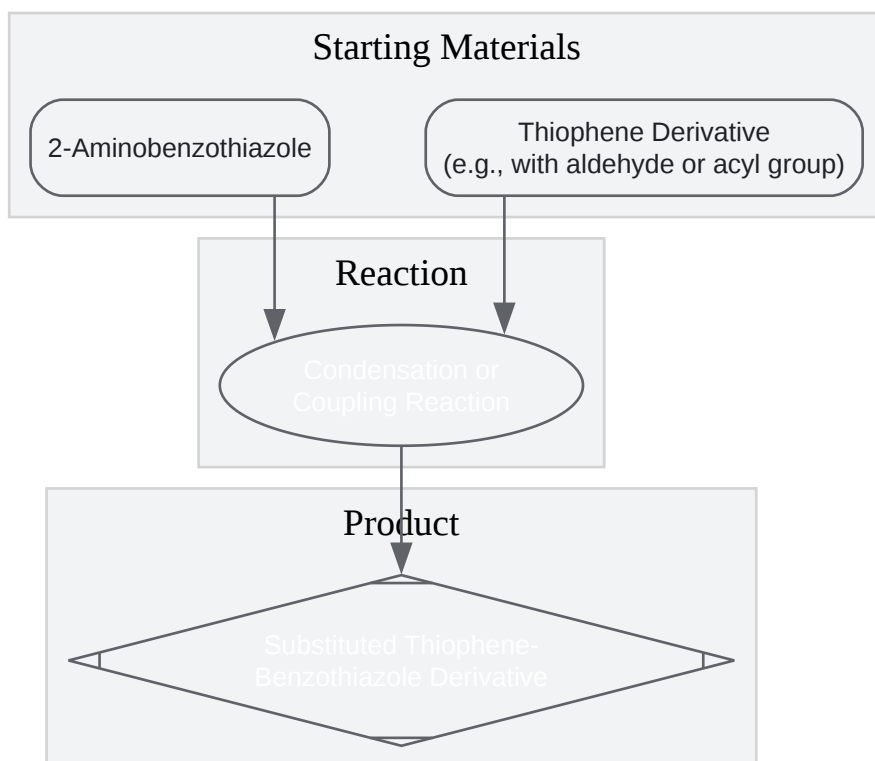 Starting Materials
2-Aminobenzothiazole
Thiophene Derivative
(e.g., with aldehyde or acyl group)
Reaction
Condensation or
Coupling Reaction
Product
Substituted Thiophene-
Benzothiazole Derivative